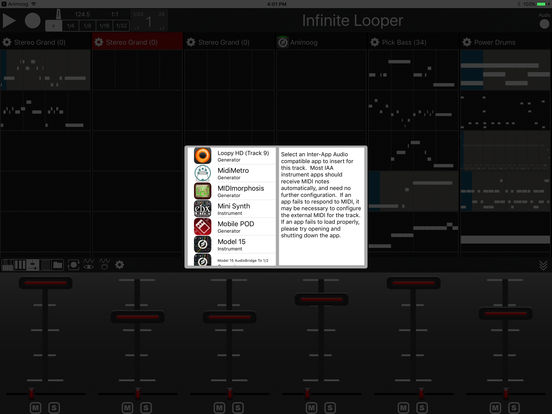 Animoog
4:01 PM
124.5
1:1
1/4
1/8
1/16
1/32
1
Infinite Looper
Audio
Stereo Grand (0)
Stereo Grand (0)
Stereo Grand (0)
Animoog
Pick Bass (34)
Power Drums
Loopy HD (Track 9)
Generator
MidiMetro
Generator
MIDImorphosis
Generator
Mini Synth
Instrument
Mobile POD
Generator
Model 15
Instrument
Model 15 AudioBridge To 1/2
Select an Inter-App Audio
compatible app to insert for
this track. Most IAA
instrument apps should
receive MIDI notes
automatically, and need no
further configuration. If an
app fails to respond to MIDI, it
may be necessary to configure
the external MIDI for the track.
If an app fails to load properly,
please try opening and
shutting down the app.
M S
M S
M S
M S
M S
M S